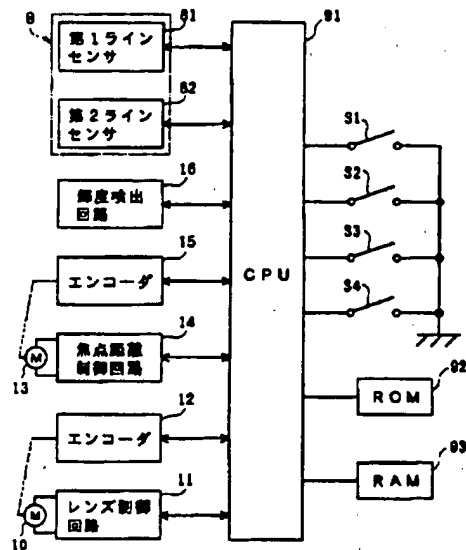 8
81
第1ライン
センサ
82
第2ライン
センサ
16
輝度検出
回路
15
エンコーダ
14
焦点距離
制御回路
M
13
12
エンコーダ
11
レンズ制御
回路
M
10
91
CPU
S1
S2
S3
S4
92
ROM
93
RAM